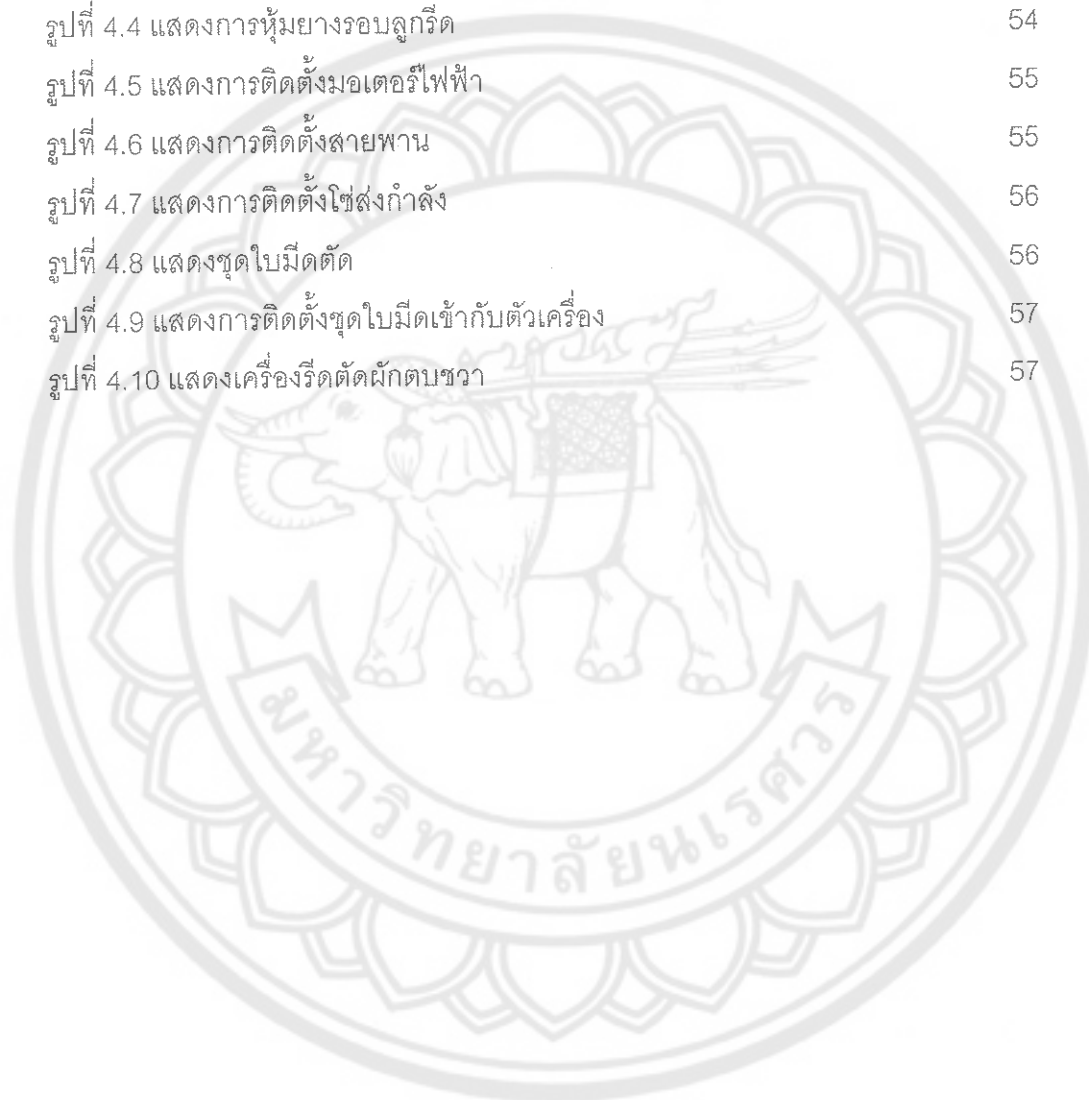 รูปที่ 4.4 แสดงการหุ้มยางรอบลูกรีด 54
รูปที่ 4.5 แสดงการติดตั้งมอเตอร์ไฟฟ้า 55
รูปที่ 4.6 แสดงการติดตั้งสายพาน 55
รูปที่ 4.7 แสดงการติดตั้งโซ่ส่งกำลัง 56
รูปที่ 4.8 แสดงชุดใบมีดตัด 56
รูปที่ 4.9 แสดงการติดตั้งชุดใบมีดเข้ากับตัวเครื่อง 57
รูปที่ 4.10 แสดงเครื่องรีดตัดผักตบชวา 57
มหาวิทยาลัยนเรศวร